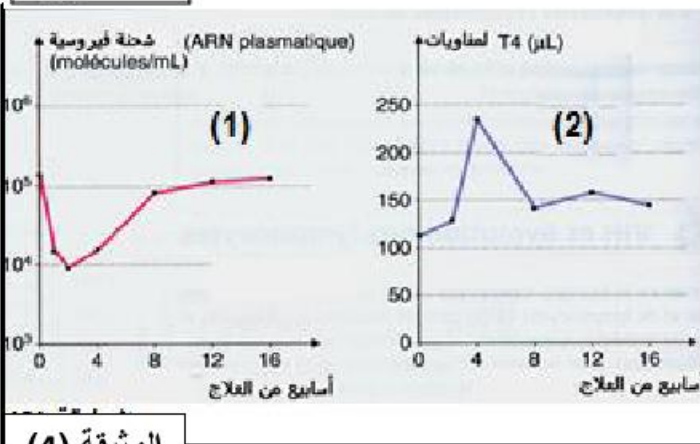 شحنة فيروسية (ARN plasmatique)
(molécules/mL)
10⁶
10⁵
10⁴
10³
(1)
0 4 8 12 16
أسابيع من العلاج
لمفاويات T4 (µL)
250
200
150
100
50
0
(2)
0 4 8 12 16
سابيع من العلاج
الوثيقة (4)